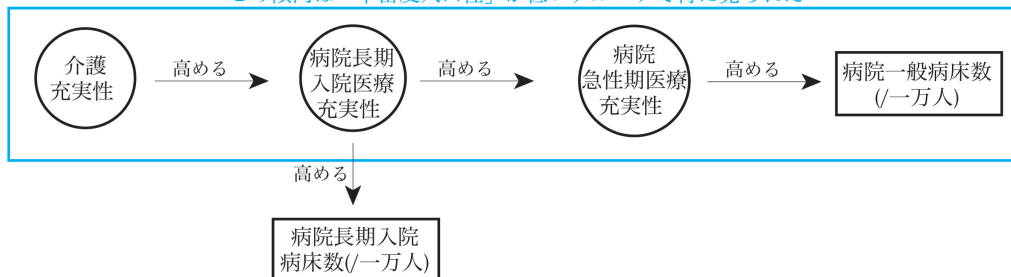 介護
充実性
高める
病院長期
入院医療
充実性
高める
病院
急性期医療
充実性
高める
病院一般病床数
(/一万人)
高める
病院長期入院
病床数(/一万人)